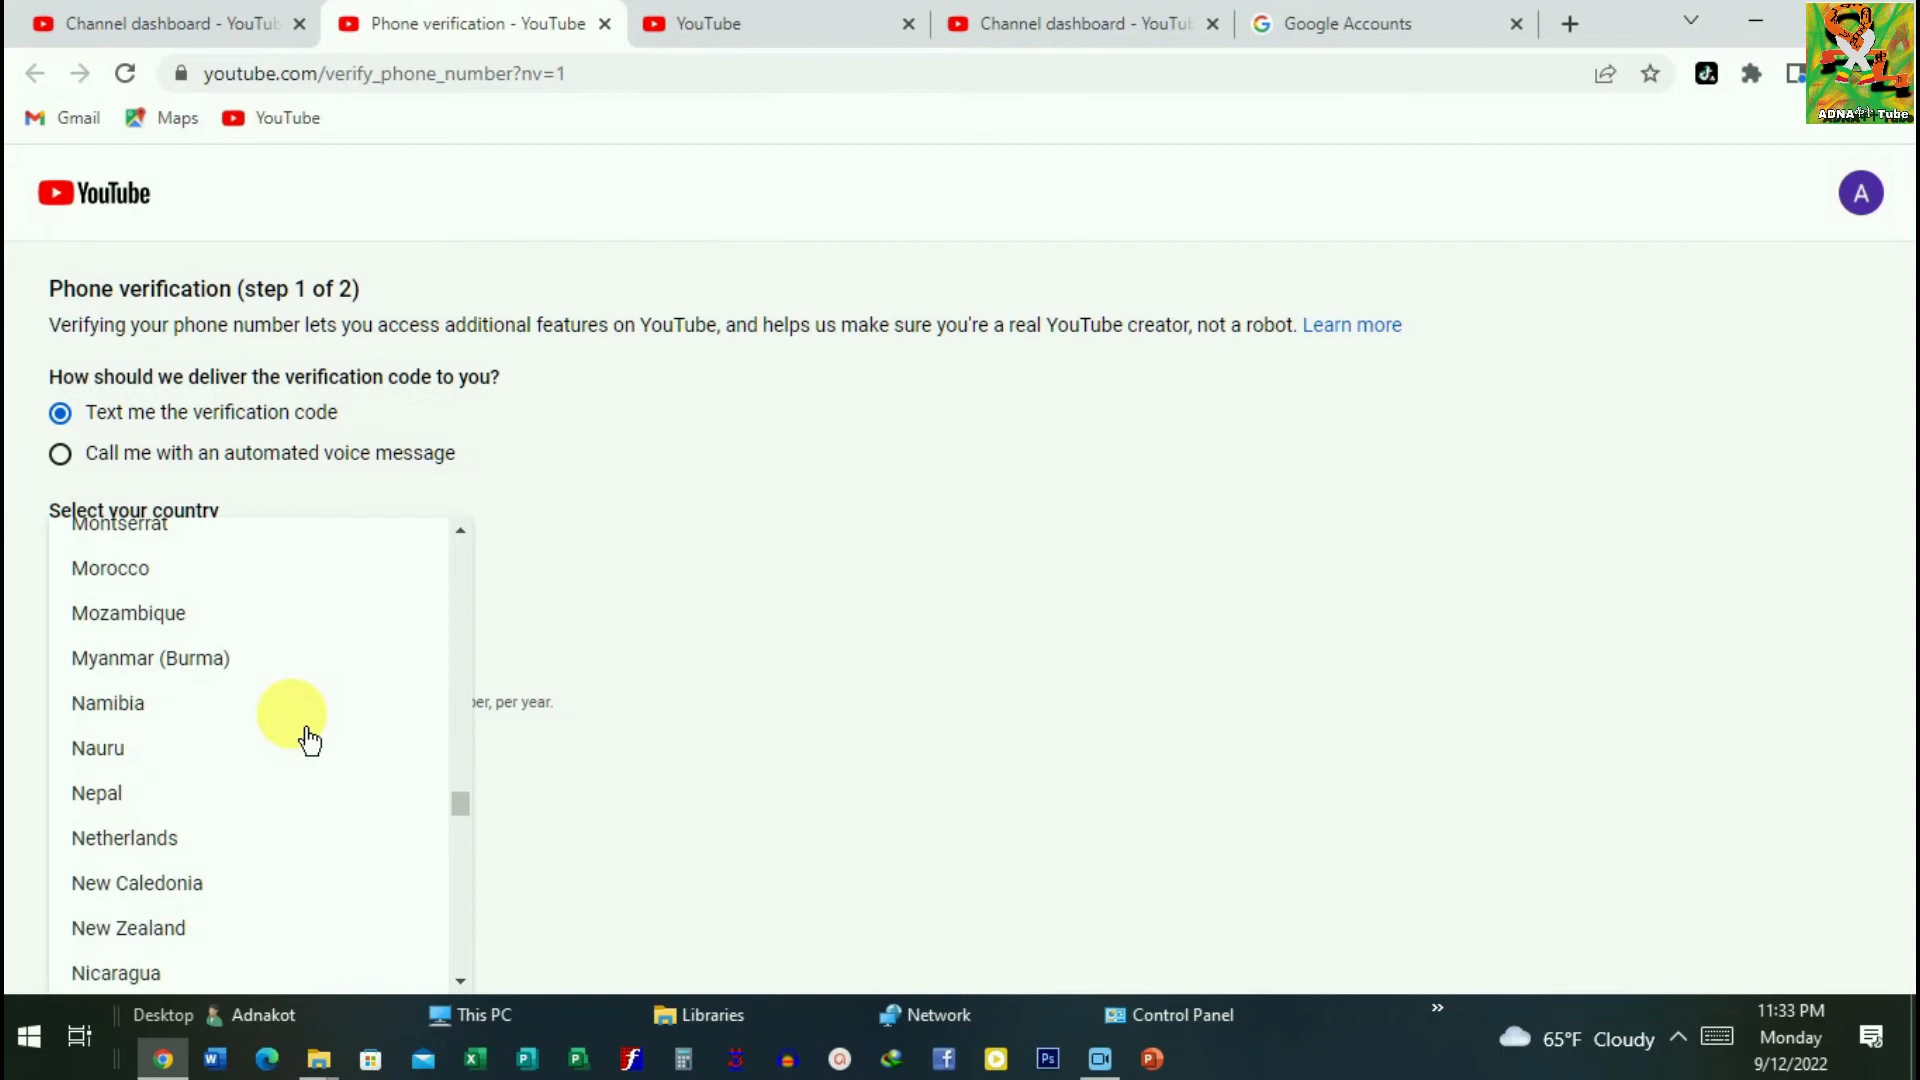 Channel dashboard - YouTub
Phone verification - YouTube
YouTube
Channel dashboard - YouTub
Google Accounts
youtube.com/verify_phone_number?nv=1
Gmail
Maps
YouTube
YouTube
A
Phone verification (step 1 of 2)
Verifying your phone number lets you access additional features on YouTube, and helps us make sure you're a real YouTube creator, not a robot. Learn more
How should we deliver the verification code to you?
Text me the verification code
Call me with an automated voice message
Select your country
Montserrat
Morocco
Mozambique
Myanmar (Burma)
Namibia
per, per year.
Nauru
Nepal
Netherlands
New Caledonia
New Zealand
Nicaragua
Desktop
Adnakot
This PC
Libraries
Network
Control Panel
65°F Cloudy
11:33 PM
Monday
9/12/2022